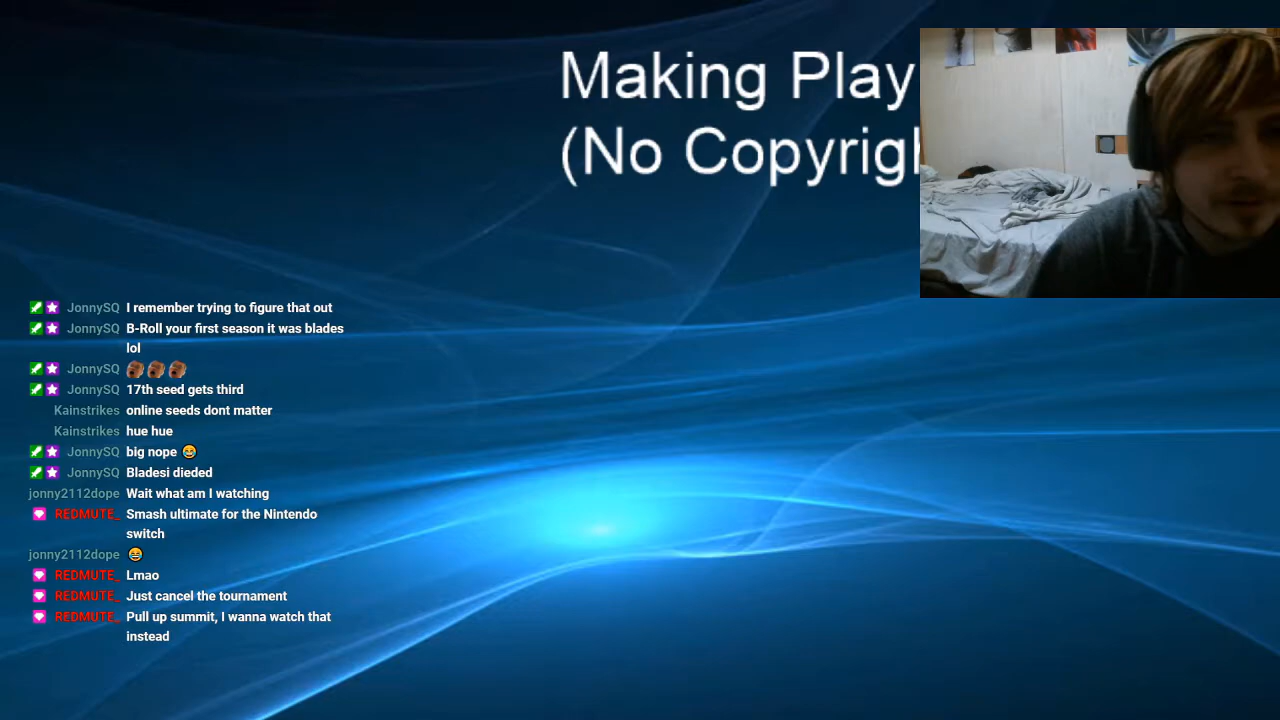 Making Play
(No Copyrigh
JonnySQ I remember trying to figure that out
JonnySQ B-Roll your first season it was blades
lol
JonnySQ
JonnySQ 17th seed gets third
Kainstrikes online seeds dont matter
Kainstrikes hue hue
JonnySQ big nope 😂
JonnySQ Bladesi dieded
jonny2112dope Wait what am I watching
REDMUTE_ Smash ultimate for the Nintendo
switch
jonny2112dope 😂
REDMUTE_ Lmao
REDMUTE_ Just cancel the tournament
REDMUTE_ Pull up summit, I wanna watch that
instead